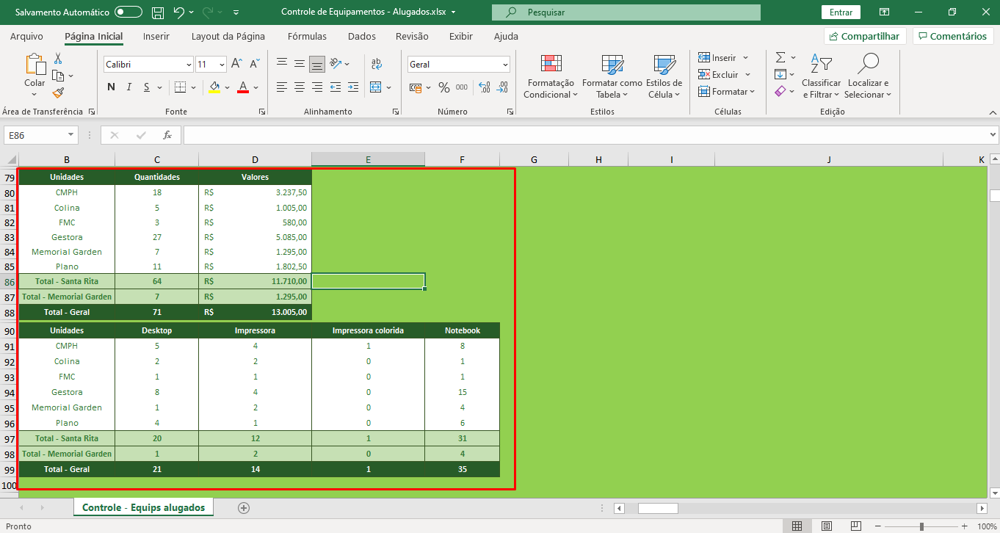 Salvamento Automático Controle de Equipamentos - Alugados.xlsx Pesquisar Entrar
Arquivo Página Inicial Inserir Layout da Página Fórmulas Dados Revisão Exibir Ajuda Compartilhar Comentários
Colar
Área de Transferência
Calibri 11
N I S A
Fonte
ab
Alinhamento
Geral
% 000
Número
Formatação Condicional
Formatar como Tabela
Estilos de Célula
Estilos
Inserir
Excluir
Formatar
Células
Classificar e Filtrar
Localizar e Selecionar
Edição
E86 fx
B C D E F G H I J K
79 Unidades Quantidades Valores
80 CMPH 18 R$ 3.237,50
81 Colina 5 R$ 1.005,00
82 FMC 3 R$ 580,00
83 Gestora 27 R$ 5.085,00
84 Memorial Garden 7 R$ 1.295,00
85 Plano 11 R$ 1.802,50
86 Total - Santa Rita 64 R$ 11.710,00
87 Total - Memorial Garden 7 R$ 1.295,00
88 Total - Geral 71 R$ 13.005,00
90 Unidades Desktop Impressora Impressora colorida Notebook
91 CMPH 5 4 1 8
92 Colina 2 2 0 1
93 FMC 1 1 0 1
94 Gestora 8 4 0 15
95 Memorial Garden 1 2 0 4
96 Plano 4 1 0 6
97 Total - Santa Rita 20 12 1 31
98 Total - Memorial Garden 1 2 0 4
99 Total - Geral 21 14 1 35
100
Controle - Equips alugados
Pronto 100%